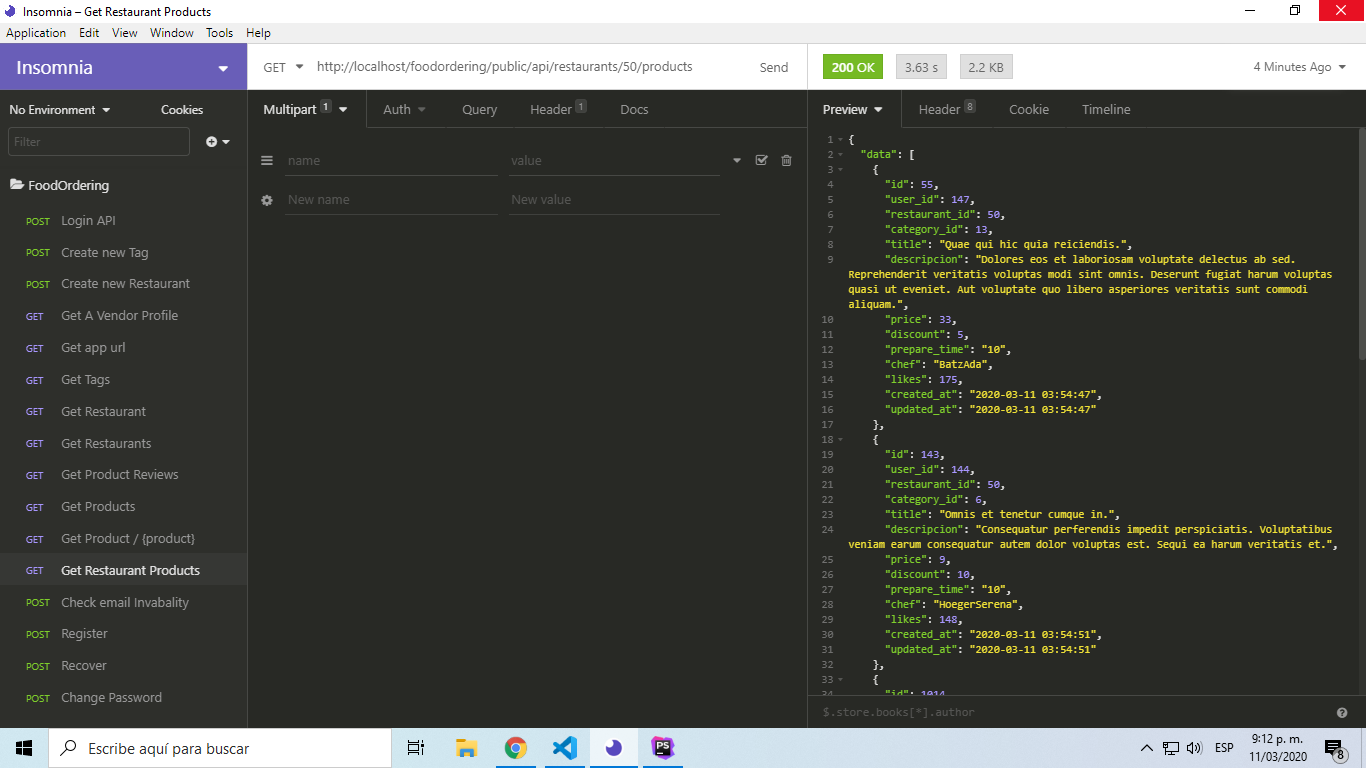 Insomnia – Get Restaurant Products
Application Edit View Window Tools Help
Insomnia
GET http://localhost/foodordering/public/api/restaurants/50/products Send
200 OK 3.63 s 2.2 KB 4 Minutes Ago
No Environment Cookies
Multipart 1 Auth Query Header 1 Docs
Preview Header 8 Cookie Timeline
Filter
name value
New name New value
FoodOrdering
POST Login API
POST Create new Tag
POST Create new Restaurant
GET Get A Vendor Profile
GET Get app url
GET Get Tags
GET Get Restaurant
GET Get Restaurants
GET Get Product Reviews
GET Get Products
GET Get Product / {product}
GET Get Restaurant Products
POST Check email Invabality
POST Register
POST Recover
POST Change Password
1 {
2 "data": [
3 {
4 "id": 55,
5 "user_id": 147,
6 "restaurant_id": 50,
7 "category_id": 13,
8 "title": "Quae qui hic quia reiciendis.",
9 "descripcion": "Dolores eos et laboriosam voluptate delectus ab sed.
Reprehenderit veritatis voluptas modi sint omnis. Deserunt fugiat harum voluptas
quasi ut eveniet. Aut voluptate quo libero asperiores veritatis sunt commodi
aliquam.",
10 "price": 33,
11 "discount": 5,
12 "prepare_time": "10",
13 "chef": "BatzAda",
14 "likes": 175,
15 "created_at": "2020-03-11 03:54:47",
16 "updated_at": "2020-03-11 03:54:47"
17 },
18 {
19 "id": 143,
20 "user_id": 144,
21 "restaurant_id": 50,
22 "category_id": 6,
23 "title": "Omnis et tenetur cumque in.",
24 "descripcion": "Consequatur perferendis impedit perspiciatis. Voluptatibus
veniam earum consequatur autem dolor voluptas est. Sequi ea harum veritatis et.",
25 "price": 9,
26 "discount": 10,
27 "prepare_time": "10",
28 "chef": "HoegerSerena",
29 "likes": 148,
30 "created_at": "2020-03-11 03:54:51",
31 "updated_at": "2020-03-11 03:54:51"
32 },
33 {
34 "id": 1014
$.store.books[*].author
Escribe aquí para buscar
PS
ESP
9:12 p. m.
11/03/2020
8